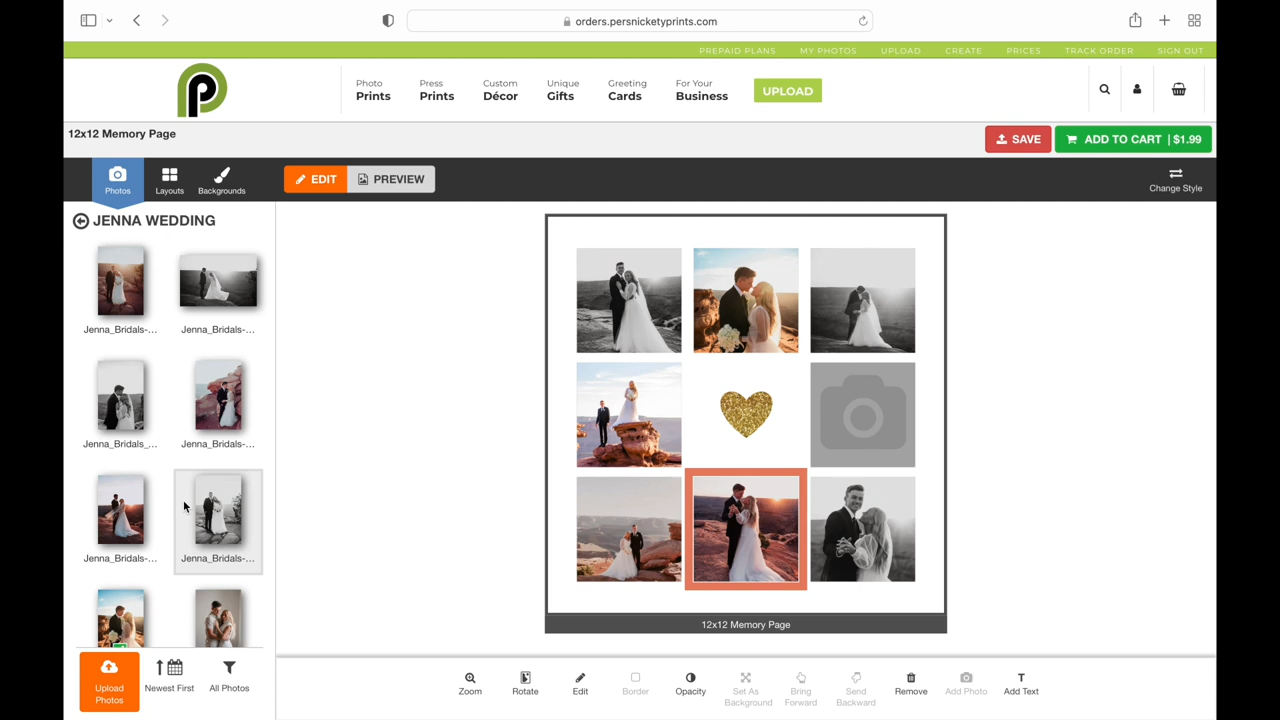 orders.persnicketyprints.com
PREPAID PLANS MY PHOTOS UPLOAD CREATE PRICES TRACK ORDER SIGN OUT
Photo Prints
Press Prints
Custom Décor
Unique Gifts
Greeting Cards
For Your Business
UPLOAD
12x12 Memory Page
SAVE
ADD TO CART | $1.99
Photos
Layouts
Backgrounds
EDIT
PREVIEW
Change Style
JENNA WEDDING
Jenna_Bridals-... Jenna_Bridals-...
Jenna_Bridals_... Jenna_Bridals-...
Jenna_Bridals-... Jenna_Bridals-...
12x12 Memory Page
Upload Photos
Newest First
All Photos
Zoom
Rotate
Edit
Border
Opacity
Set As Background
Bring Forward
Send Backward
Remove
Add Photo
T
Add Text